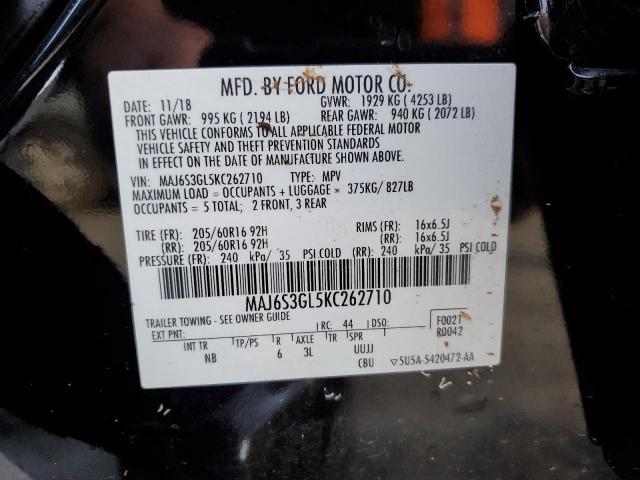 MFD. BY FORD MOTOR CO.
DATE: 11/18 GVWR: 1929 KG ( 4253 LB)
FRONT GAWR: 995 KG ( 2194 LB) REAR GAWR: 940 KG ( 2072 LB)
THIS VEHICLE CONFORMS TO ALL APPLICABLE FEDERAL MOTOR
VEHICLE SAFETY AND THEFT PREVENTION STANDARDS
IN EFFECT ON THE DATE OF MANUFACTURE SHOWN ABOVE.
VIN: MAJ6S3GL5KC262710 TYPE: MPV
MAXIMUM LOAD = OCCUPANTS + LUGGAGE = 375KG/ 827LB
OCCUPANTS = 5 TOTAL; 2 FRONT, 3 REAR
TIRE (FR): 205/60R16 92H RIMS (FR): 16x6.5J
(RR): 205/60R16 92H (RR): 16x6.5J
PRESSURE (FR): 240 kPa/ 35 PSI COLD (RR): 240 kPa/ 35 PSI COLD
MAJ6S3GL5KC262710
TRAILER TOWING - SEE OWNER GUIDE
EXT PNT: RC: 44 DSO: F0021
R0042
INT TR TP/PS R AXLE TR SPR
NB 6 3L UUJJ
CBU ▽5U5A-5420472-AA